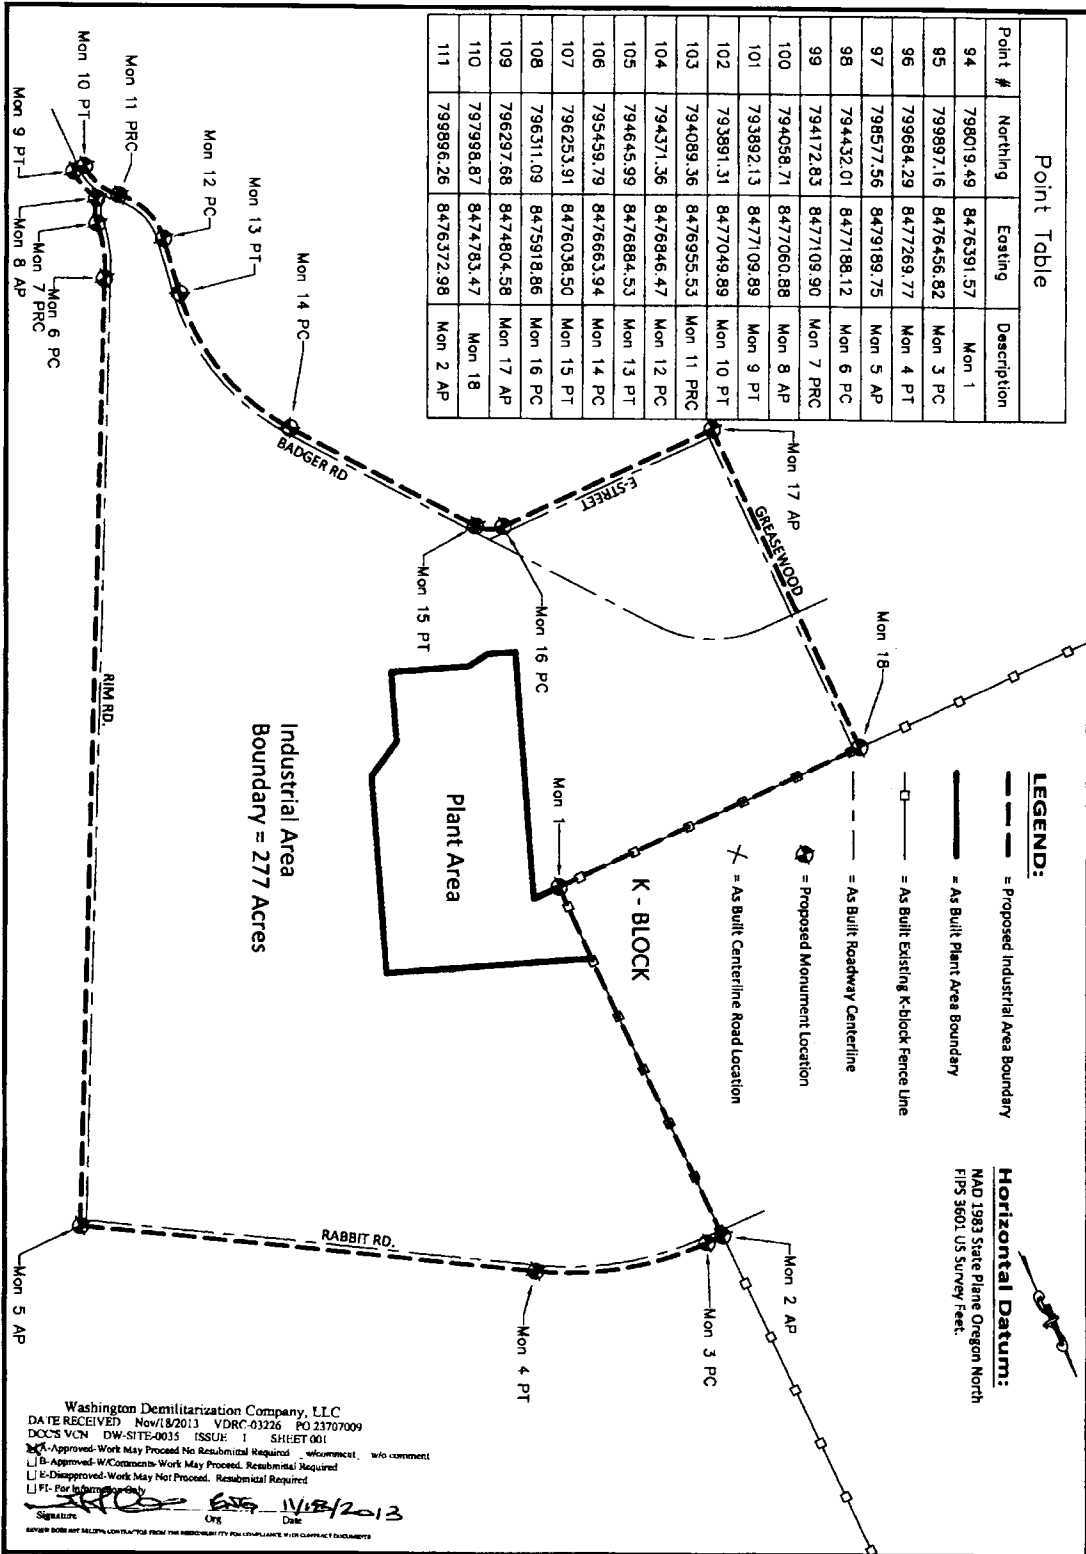 Point Table
Point # Northing Easting Description
94 798019.49 8476391.57 Mon 1
95 799897.16 8476456.82 Mon 3 PC
96 799684.29 8477269.77 Mon 4 PT
97 798577.56 8479189.75 Mon 5 AP
98 794432.01 8477188.12 Mon 6 PC
99 794172.83 8477109.90 Mon 7 PRC
100 794058.71 8477060.88 Mon 8 AP
101 793892.13 8477109.89 Mon 9 PT
102 793891.31 8477049.89 Mon 10 PT
103 794089.36 8476955.53 Mon 11 PRC
104 794371.36 8476846.47 Mon 12 PC
105 794645.99 8476884.53 Mon 13 PT
106 795459.79 8476663.94 Mon 14 PC
107 796253.91 8476038.50 Mon 15 PT
108 796311.09 8475918.86 Mon 16 PC
109 796297.68 8474804.58 Mon 17 AP
110 797998.87 8474783.47 Mon 18
111 799896.26 8476372.98 Mon 2 AP
LEGEND:
= Proposed Industrial Area Boundary
= As Built Plant Area Boundary
= As Built Existing K-block Fence Line
= As Built Roadway Centerline
= Proposed Monument Location
= As Built Centerline Road Location
Horizontal Datum:
NAD 1983 State Plane Oregon North
FIPS 3601 US Survey Feet.
Mon 17 AP
GREASEWOOD
Mon 18
E-STREET
Mon 16 PC
Mon 15 PT
BADGER RD
Mon 14 PC
Mon 13 PT
Mon 12 PC
Mon 11 PRC
Mon 10 PT
Mon 9 PT
Mon 8 AP
Mon 7 PRC
Mon 6 PC
Mon 1
K - BLOCK
Plant Area
Industrial Area
Boundary = 277 Acres
RIM RD.
RABBIT RD.
Mon 2 AP
Mon 3 PC
Mon 4 PT
Mon 5 AP
Washington Demilitarization Company, LLC
DATE RECEIVED Nov/18/2013 VDRC-03226 PO 23707009
DOC'S VCN DW-SITE-0035 ISSUE 1 SHEET 001
A-Approved-Work May Proceed No Resubmittal Required w/comment w/o comment
B-Approved-W/Comments-Work May Proceed. Resubmittal Required
E-Disapproved-Work May Not Proceed. Resubmittal Required
FI- For Information Only
ENG 11/18/2013
Signature Org Date
REVIEW DOES NOT RELIEVE CONTRACTOR FROM THE RESPONSIBILITY FOR COMPLIANCE WITH CONTRACT DOCUMENTS